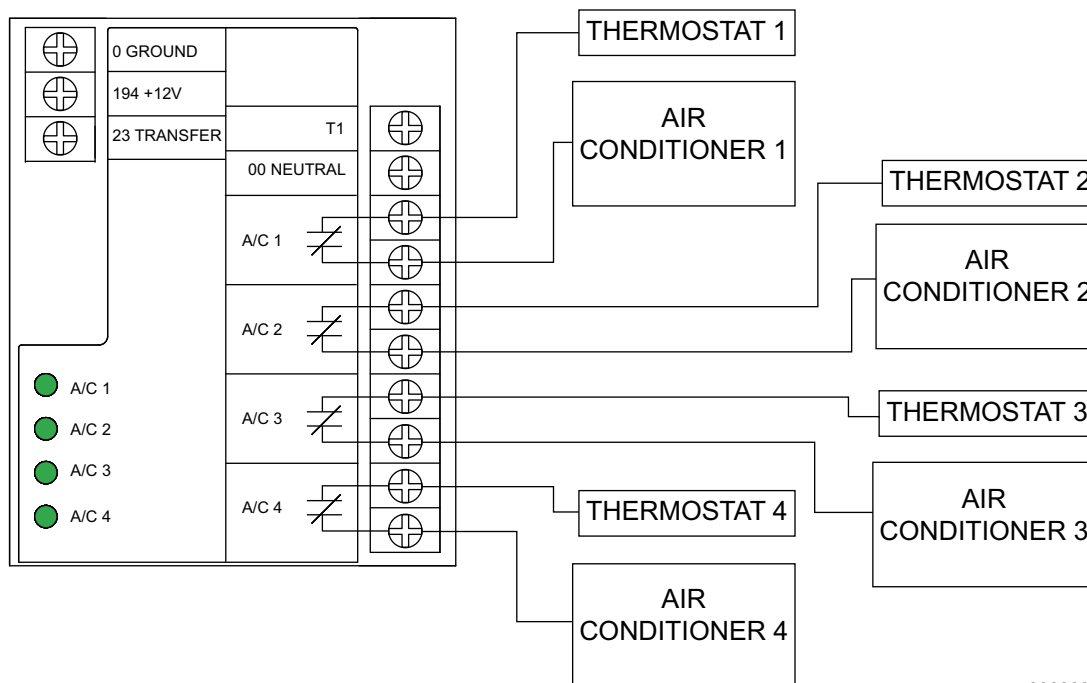 0 GROUND
194 +12V
23 TRANSFER
T1
00 NEUTRAL
A/C 1
A/C 2
A/C 3
A/C 4
A/C 1
A/C 2
A/C 3
A/C 4
THERMOSTAT 1
AIR
CONDITIONER 1
THERMOSTAT 2
AIR
CONDITIONER 2
THERMOSTAT 3
AIR
CONDITIONER 3
THERMOSTAT 4
AIR
CONDITIONER 4